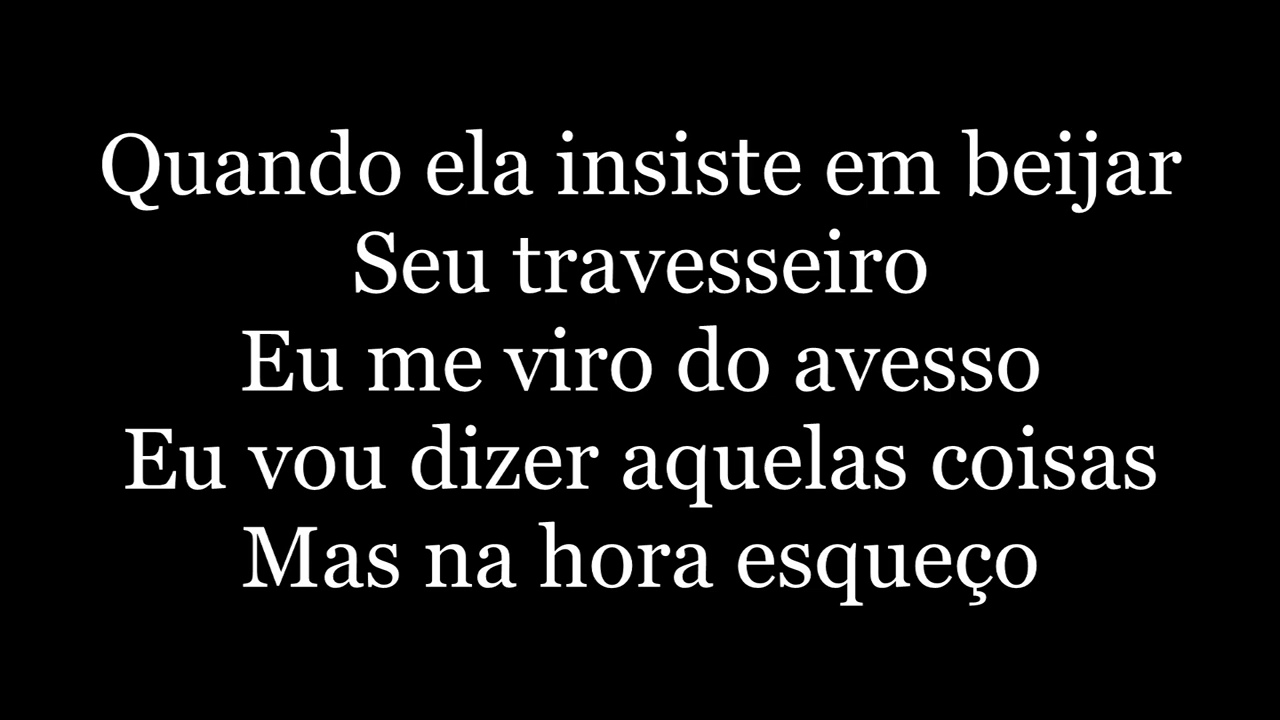 Quando ela insiste em beijar
Seu travesseiro
Eu me viro do avesso
Eu vou dizer aquelas coisas
Mas na hora esqueço